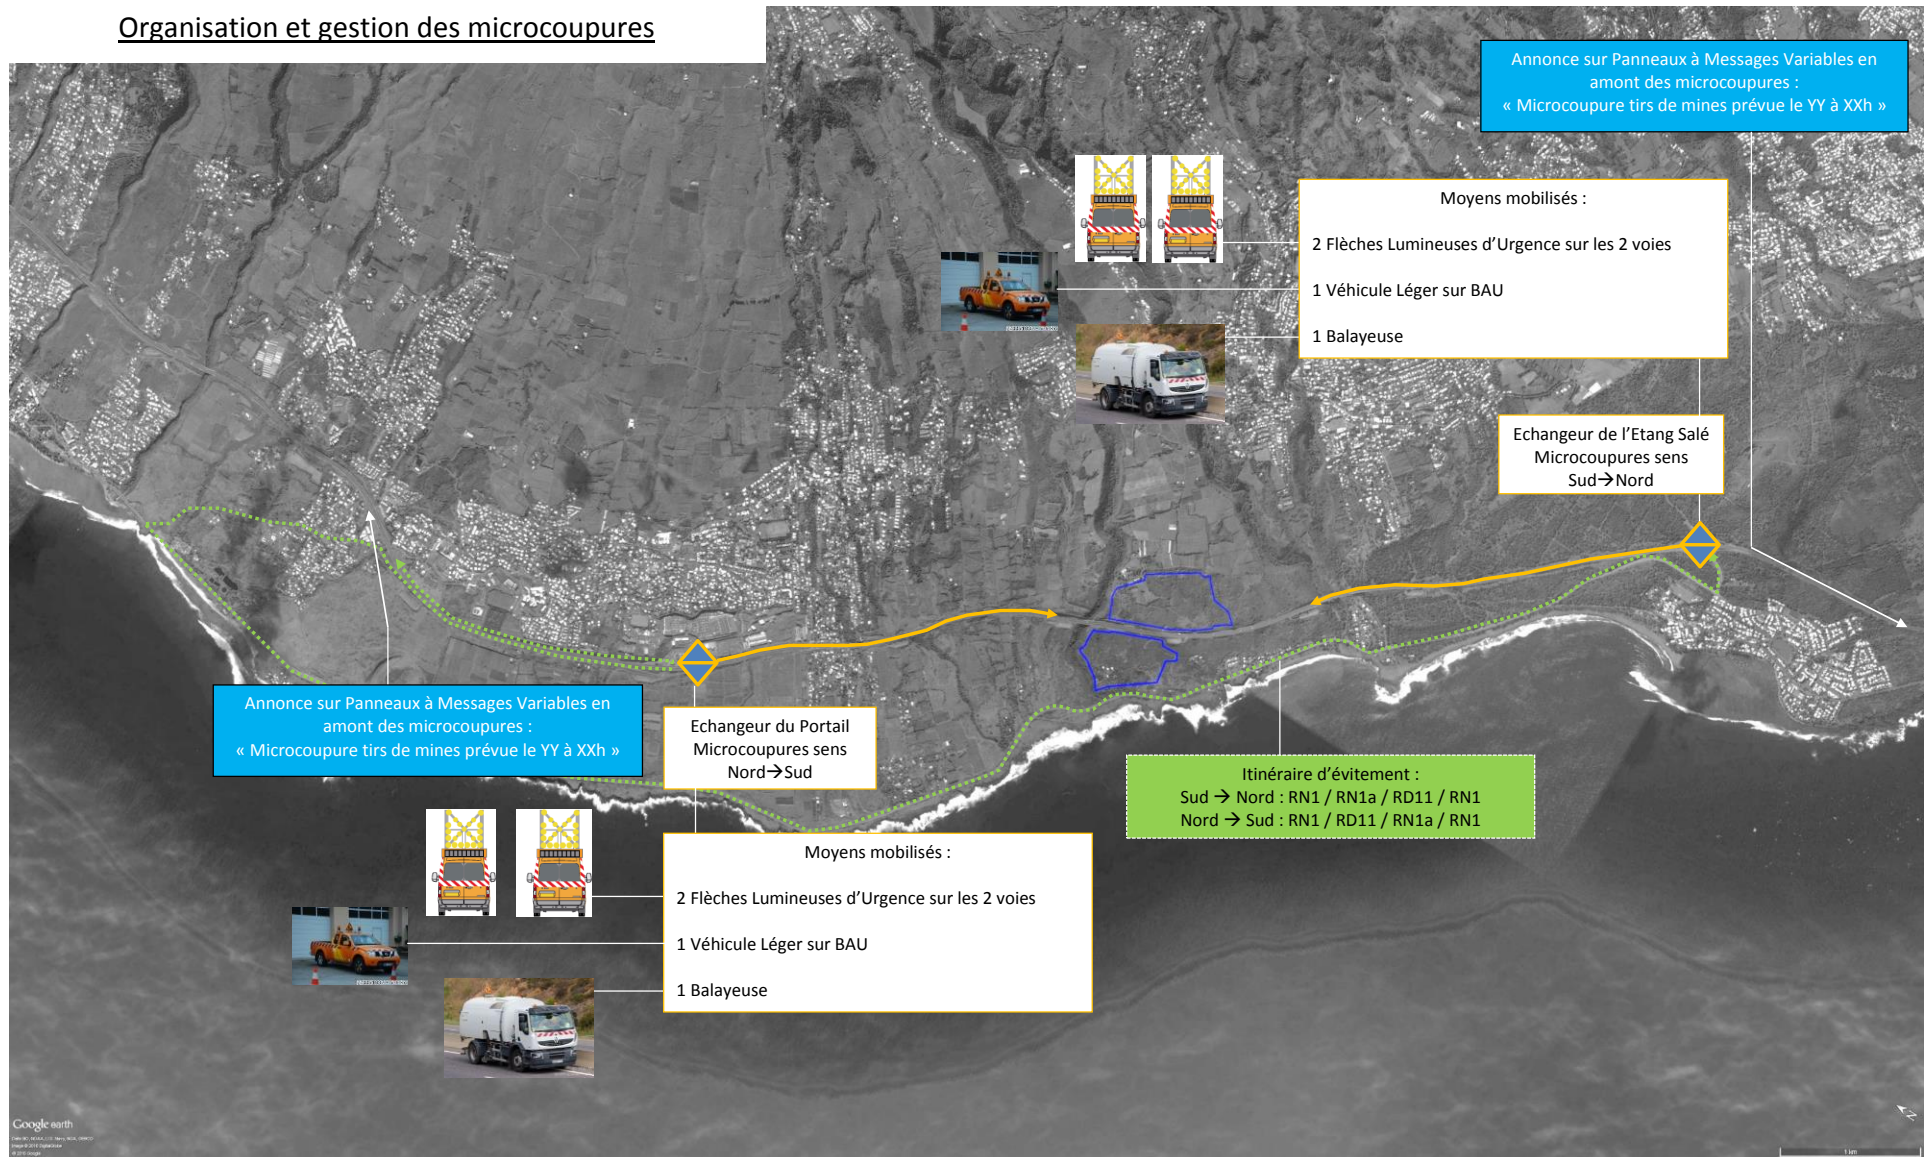 Organisation et gestion des microcoupures
Annonce sur Panneaux à Messages Variables en
amont des microcoupures :
« Microcoupure tirs de mines prévue le YY à XXh »
Moyens mobilisés :
2 Flèches Lumineuses d'Urgence sur les 2 voies
1 Véhicule Léger sur BAU
1 Balayeuse
Echangeur de l'Etang Salé
Microcoupures sens
Sud→Nord
Annonce sur Panneaux à Messages Variables en
amont des microcoupures :
« Microcoupure tirs de mines prévue le YY à XXh »
Echangeur du Portail
Microcoupures sens
Nord→Sud
Itinéraire d'évitement :
Sud → Nord : RN1 / RN1a / RD11 / RN1
Nord → Sud : RN1 / RD11 / RN1a / RN1
Moyens mobilisés :
2 Flèches Lumineuses d'Urgence sur les 2 voies
1 Véhicule Léger sur BAU
1 Balayeuse
Google earth
1 km